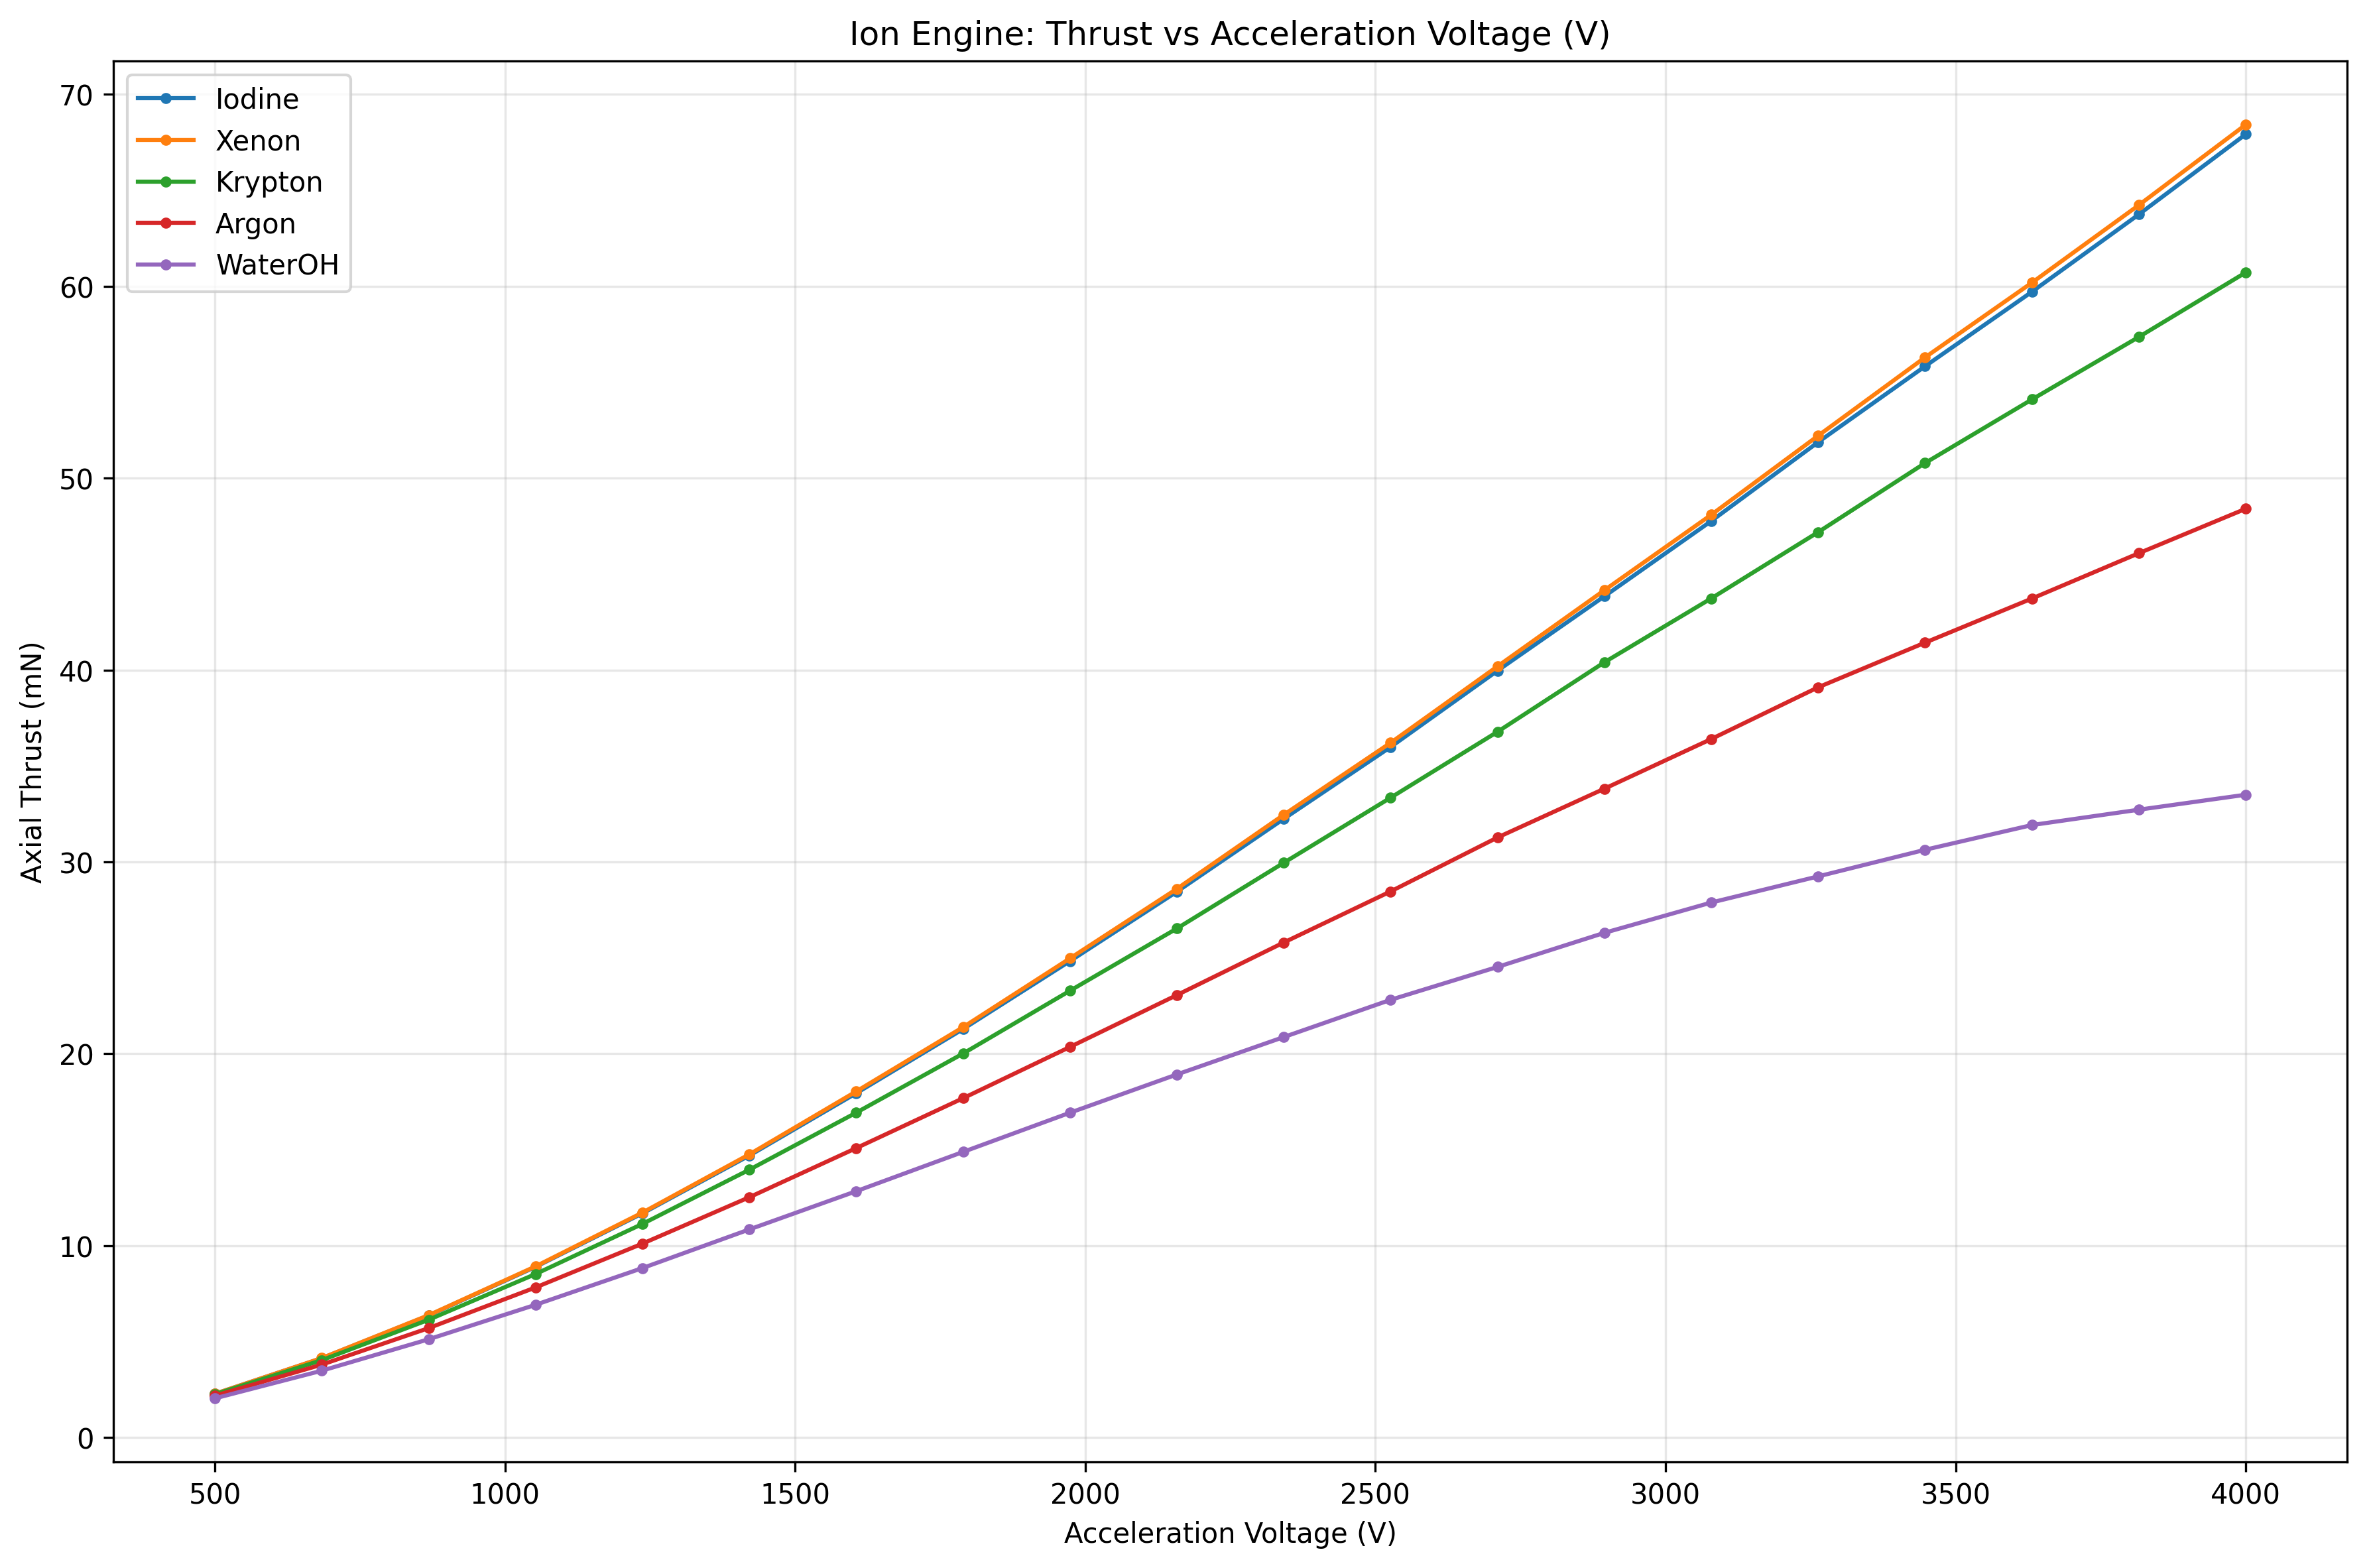 Ion Engine: Thrust vs Acceleration Voltage (V)
Iodine
Xenon
Krypton
Argon
WaterOH
Axial Thrust (mN)
70
60
50
40
30
20
10
0
500 1000 1500 2000 2500 3000 3500 4000
Acceleration Voltage (V)